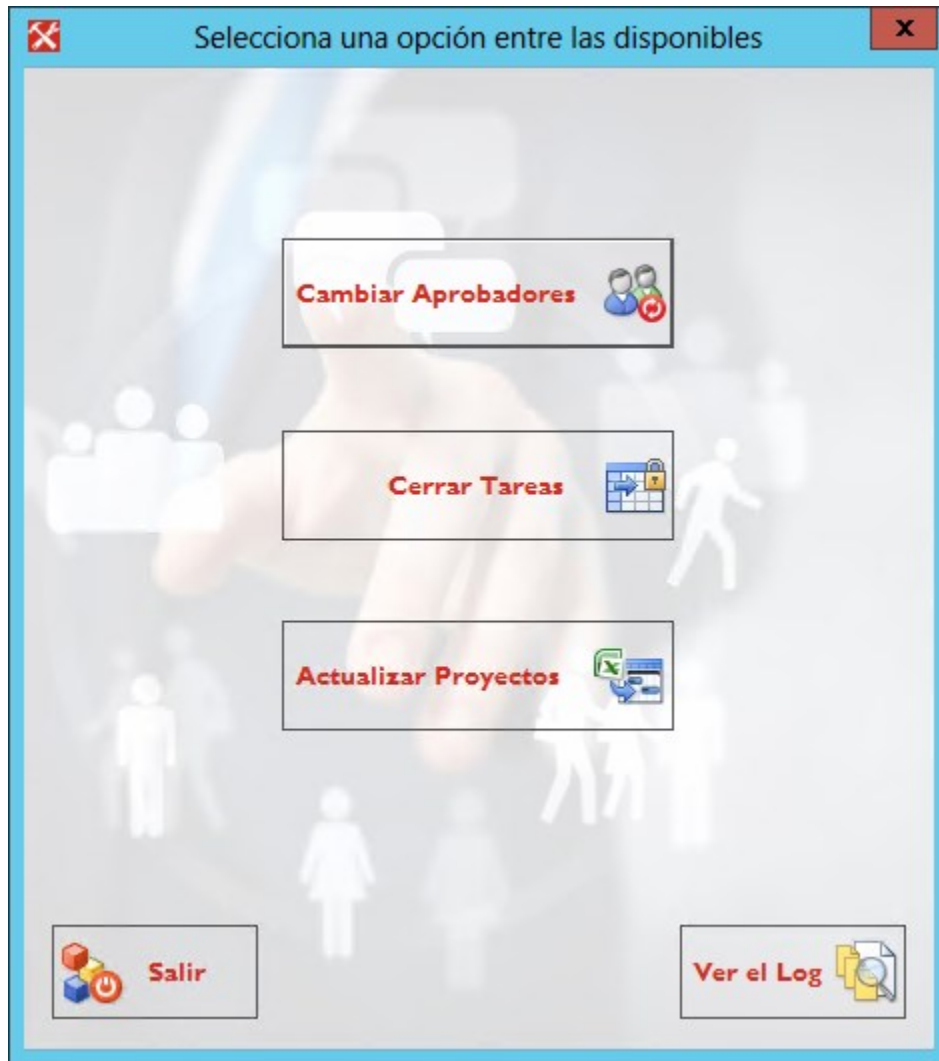 Selecciona una opción entre las disponibles
x
Cambiar Aprobadores
Cerrar Tareas
Actualizar Proyectos
Salir
Ver el Log